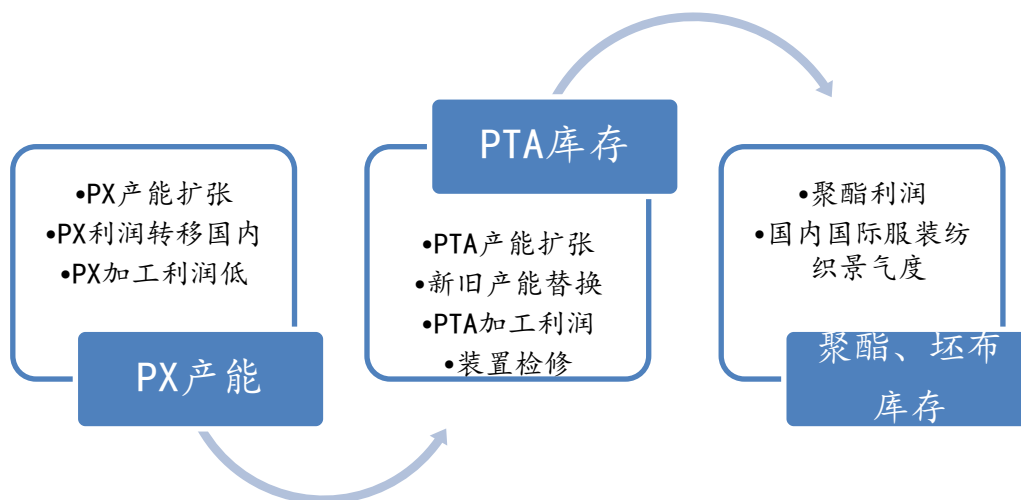 •PX产能扩张
•PX利润转移国内
•PX加工利润低
PX产能
PTA库存
•PTA产能扩张
•新旧产能替换
•PTA加工利润
•装置检修
•聚酯利润
•国内国际服装纺
织景气度
聚酯、坯布
库存